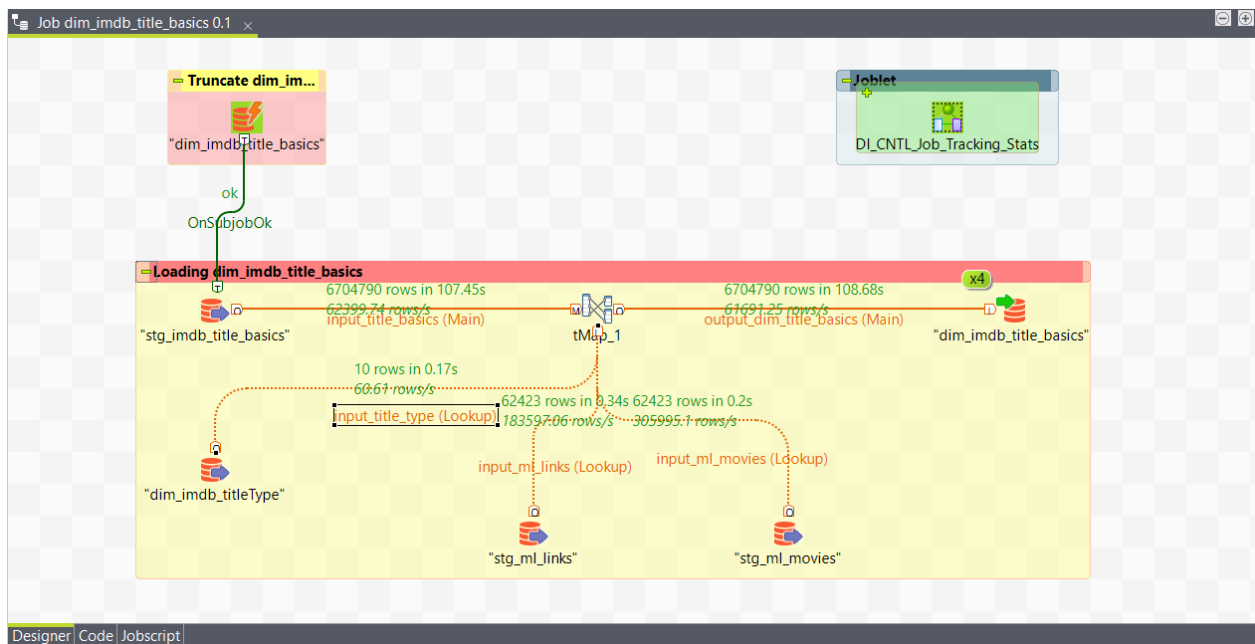 Job dim_imdb_title_basics 0.1
Truncate dim_im...
"dim_imdb_title_basics"
Joblet
DI_CNTL_Job_Tracking_Stats
ok
OnSubjobOk
Loading dim_imdb_title_basics
x4
6704790 rows in 107.45s
62399.74 rows/s
input_title_basics (Main)
6704790 rows in 108.68s
61691.25 rows/s
output_dim_title_basics (Main)
"stg_imdb_title_basics"
tMap_1
"dim_imdb_title_basics"
10 rows in 0.17s
60.61 rows/s
input_title_type (Lookup)
62423 rows in 0.34s
183597.06 rows/s
62423 rows in 0.2s
305995.1 rows/s
input_ml_links (Lookup)
input_ml_movies (Lookup)
"dim_imdb_titleType"
"stg_ml_links"
"stg_ml_movies"
Designer
Code
Jobscript